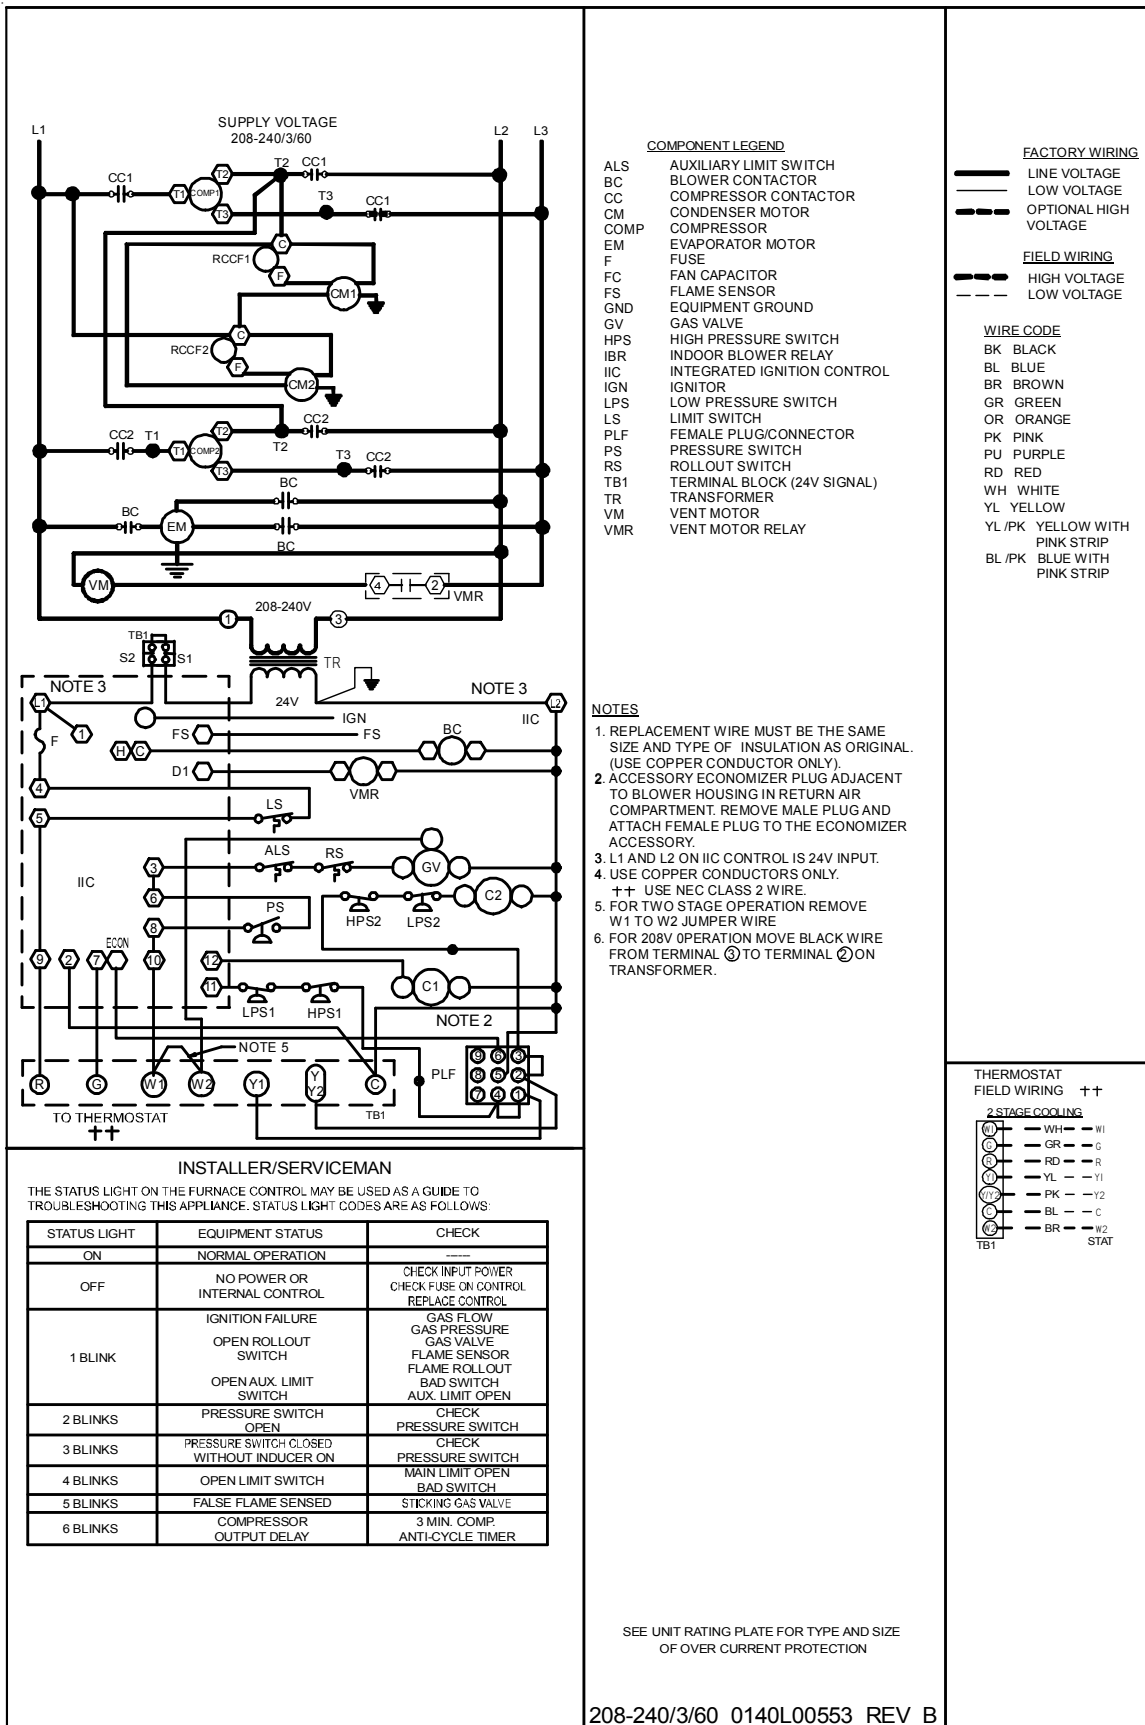 SUPPLY VOLTAGE
208-240/3/60
L1
L2
L3
T2
CC1
CC1
T1
COMP1
T2
T3
T3
CC1
C
RCCF1
F
CM1
C
RCCF2
F
CM2
CC2
CC2
T1
T1
COMP2
T2
T2
T3
T3
CC2
BC
BC
EM
BC
VM
4
2
VMR
208-240V
1
3
TB1
S2
S1
TR
24V
NOTE 3
NOTE 3
L1
L2
IIC
1
F
IGN
FS
FS
BC
H
C
D1
VMR
4
5
LS
ALS
RS
GV
3
IIC
6
PS
HPS2
LPS2
C2
8
ECON
9
2
7
10
12
11
LPS1
HPS1
C1
NOTE 2
NOTE 5
PLF
9
6
3
8
5
2
7
4
1
R
G
W1
W2
Y1
Y
Y2
C
TB1
TO THERMOSTAT
††
INSTALLER/SERVICEMAN
THE STATUS LIGHT ON THE FURNACE CONTROL MAY BE USED AS A GUIDE TO
TROUBLESHOOTING THIS APPLIANCE. STATUS LIGHT CODES ARE AS FOLLOWS:
STATUS LIGHT EQUIPMENT STATUS CHECK
ON NORMAL OPERATION ------
OFF
NO POWER OR
INTERNAL CONTROL
CHECK INPUT POWER
CHECK FUSE ON CONTROL
REPLACE CONTROL
1 BLINK
IGNITION FAILURE
OPEN ROLLOUT
SWITCH
OPEN AUX. LIMIT
SWITCH
GAS FLOW
GAS PRESSURE
GAS VALVE
FLAME SENSOR
FLAME ROLLOUT
BAD SWITCH
AUX. LIMIT OPEN
2 BLINKS
PRESSURE SWITCH
OPEN
CHECK
PRESSURE SWITCH
3 BLINKS
PRESSURE SWITCH CLOSED
WITHOUT INDUCER ON
CHECK
PRESSURE SWITCH
4 BLINKS
OPEN LIMIT SWITCH
MAIN LIMIT OPEN
BAD SWITCH
5 BLINKS FALSE FLAME SENSED STICKING GAS VALVE
6 BLINKS
COMPRESSOR
OUTPUT DELAY
3 MIN. COMP.
ANTI-CYCLE TIMER
COMPONENT LEGEND
ALS AUXILIARY LIMIT SWITCH
BC BLOWER CONTACTOR
CC COMPRESSOR CONTACTOR
CM CONDENSER MOTOR
COMP COMPRESSOR
EM EVAPORATOR MOTOR
F FUSE
FC FAN CAPACITOR
FS FLAME SENSOR
GND EQUIPMENT GROUND
GV GAS VALVE
HPS HIGH PRESSURE SWITCH
IBR INDOOR BLOWER RELAY
IIC INTEGRATED IGNITION CONTROL
IGN IGNITOR
LPS LOW PRESSURE SWITCH
LS LIMIT SWITCH
PLF FEMALE PLUG/CONNECTOR
PS PRESSURE SWITCH
RS ROLLOUT SWITCH
TB1 TERMINAL BLOCK (24V SIGNAL)
TR TRANSFORMER
VM VENT MOTOR
VMR VENT MOTOR RELAY
NOTES
1. REPLACEMENT WIRE MUST BE THE SAME
SIZE AND TYPE OF INSULATION AS ORIGINAL.
(USE COPPER CONDUCTOR ONLY).
2. ACCESSORY ECONOMIZER PLUG ADJACENT
TO BLOWER HOUSING IN RETURN AIR
COMPARTMENT. REMOVE MALE PLUG AND
ATTACH FEMALE PLUG TO THE ECONOMIZER
ACCESSORY.
3. L1 AND L2 ON IIC CONTROL IS 24V INPUT.
4. USE COPPER CONDUCTORS ONLY.
†† USE NEC CLASS 2 WIRE.
5. FOR TWO STAGE OPERATION REMOVE
W1 TO W2 JUMPER WIRE
6. FOR 208V 0PERATION MOVE BLACK WIRE
FROM TERMINAL ③ TO TERMINAL ② ON
TRANSFORMER.
SEE UNIT RATING PLATE FOR TYPE AND SIZE
OF OVER CURRENT PROTECTION
208-240/3/60 0140L00553 REV B
FACTORY WIRING
LINE VOLTAGE
LOW VOLTAGE
OPTIONAL HIGH
VOLTAGE
FIELD WIRING
HIGH VOLTAGE
LOW VOLTAGE
WIRE CODE
BK BLACK
BL BLUE
BR BROWN
GR GREEN
OR ORANGE
PK PINK
PU PURPLE
RD RED
WH WHITE
YL YELLOW
YL /PK YELLOW WITH
PINK STRIP
BL /PK BLUE WITH
PINK STRIP
THERMOSTAT
FIELD WIRING ††
2 STAGE COOLING
W1 WH W1
G GR G
R RD R
Y1 YL Y1
Y/Y2 PK Y2
C BL C
W2 BR W2
TB1 STAT